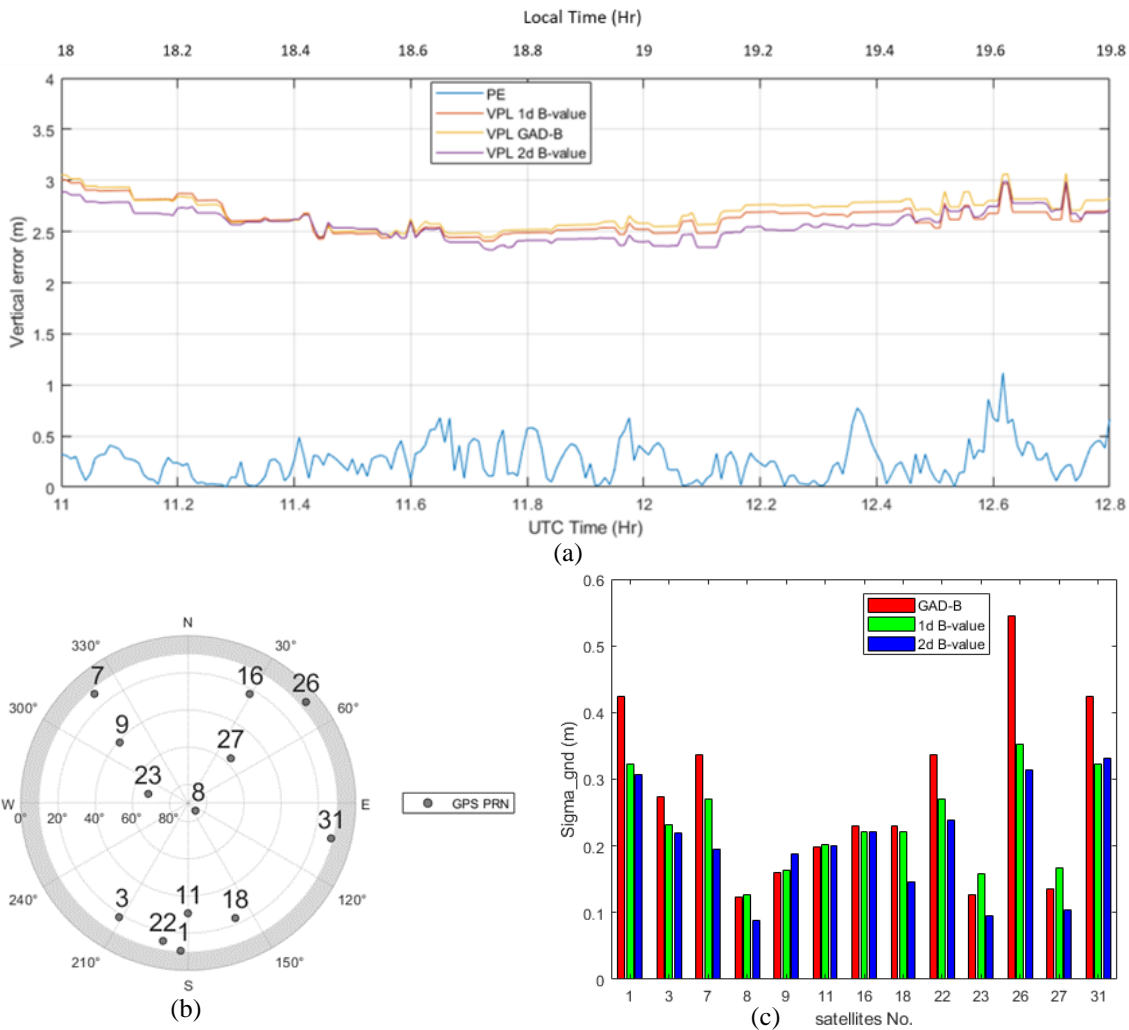 Local Time (Hr)
18 18.2 18.4 18.6 18.8 19 19.2 19.4 19.6 19.8
4
3.5
3
2.5
2
1.5
1
0.5
0
Vertical error (m)
PE
VPL 1d B-value
VPL GAD-B
VPL 2d B-value
11 11.2 11.4 11.6 11.8 12 12.2 12.4 12.6 12.8
UTC Time (Hr)
(a)
N
330° 30°
7 16 26
300° 60°
9 27
23 8
W E
0° 20° 40° 60° 80°
31
240° 120°
3 11 18
22 1
210° 150°
S
GPS PRN
(b)
0.6
0.5
0.4
0.3
0.2
0.1
0
Sigma_gnd (m)
GAD-B
1d B-value
2d B-value
1 3 7 8 9 11 16 18 22 23 26 27 31
satellites No.
(c)